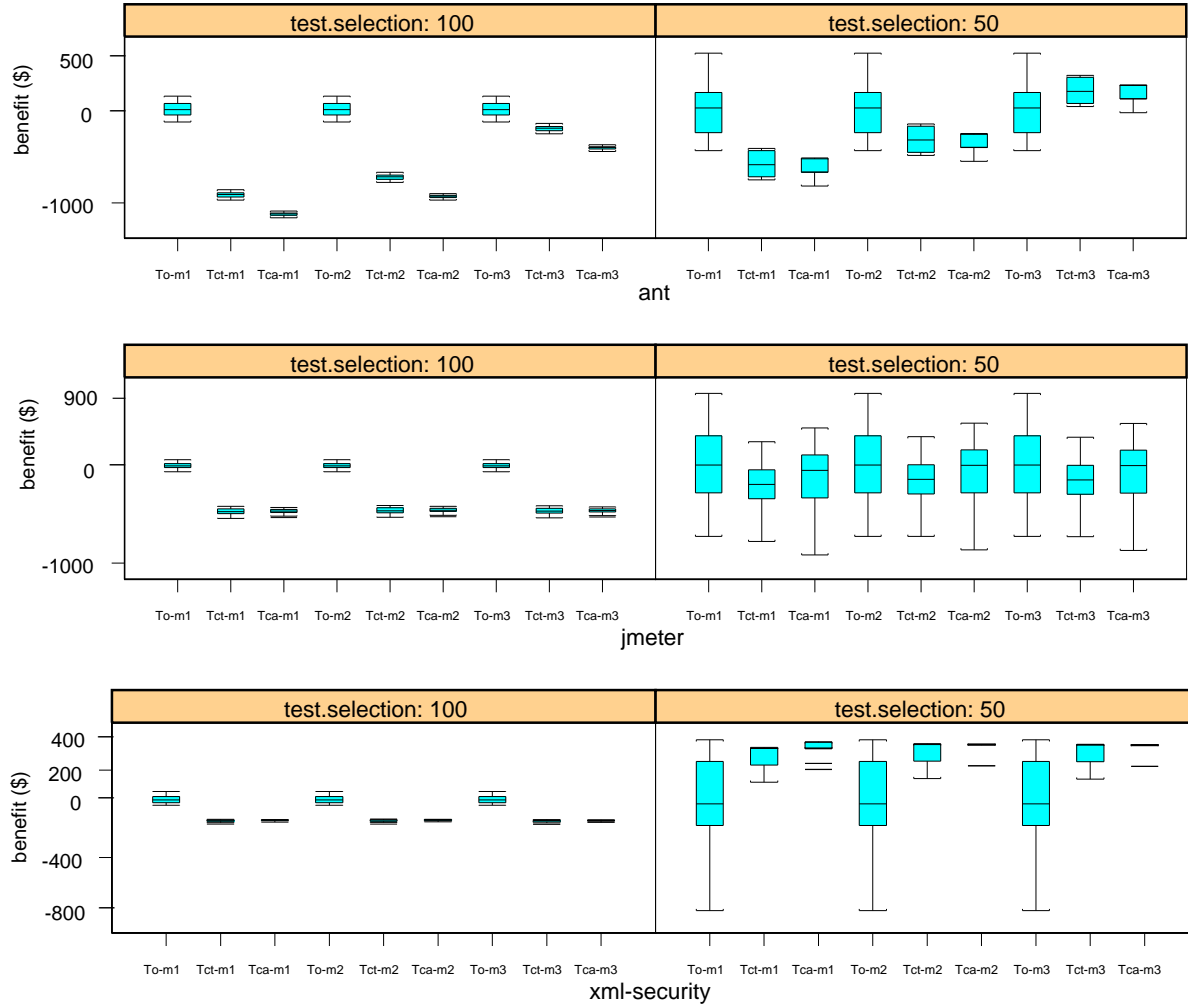 test.selection: 100 test.selection: 50
benefit ($)
500
0
-1000
To-m1 Tct-m1 Tca-m1 To-m2 Tct-m2 Tca-m2 To-m3 Tct-m3 Tca-m3 To-m1 Tct-m1 Tca-m1 To-m2 Tct-m2 Tca-m2 To-m3 Tct-m3 Tca-m3
ant
test.selection: 100 test.selection: 50
benefit ($)
900
0
-1000
To-m1 Tct-m1 Tca-m1 To-m2 Tct-m2 Tca-m2 To-m3 Tct-m3 Tca-m3 To-m1 Tct-m1 Tca-m1 To-m2 Tct-m2 Tca-m2 To-m3 Tct-m3 Tca-m3
jmeter
test.selection: 100 test.selection: 50
benefit ($)
400
200
0
-400
-800
To-m1 Tct-m1 Tca-m1 To-m2 Tct-m2 Tca-m2 To-m3 Tct-m3 Tca-m3 To-m1 Tct-m1 Tca-m1 To-m2 Tct-m2 Tca-m2 To-m3 Tct-m3 Tca-m3
xml-security